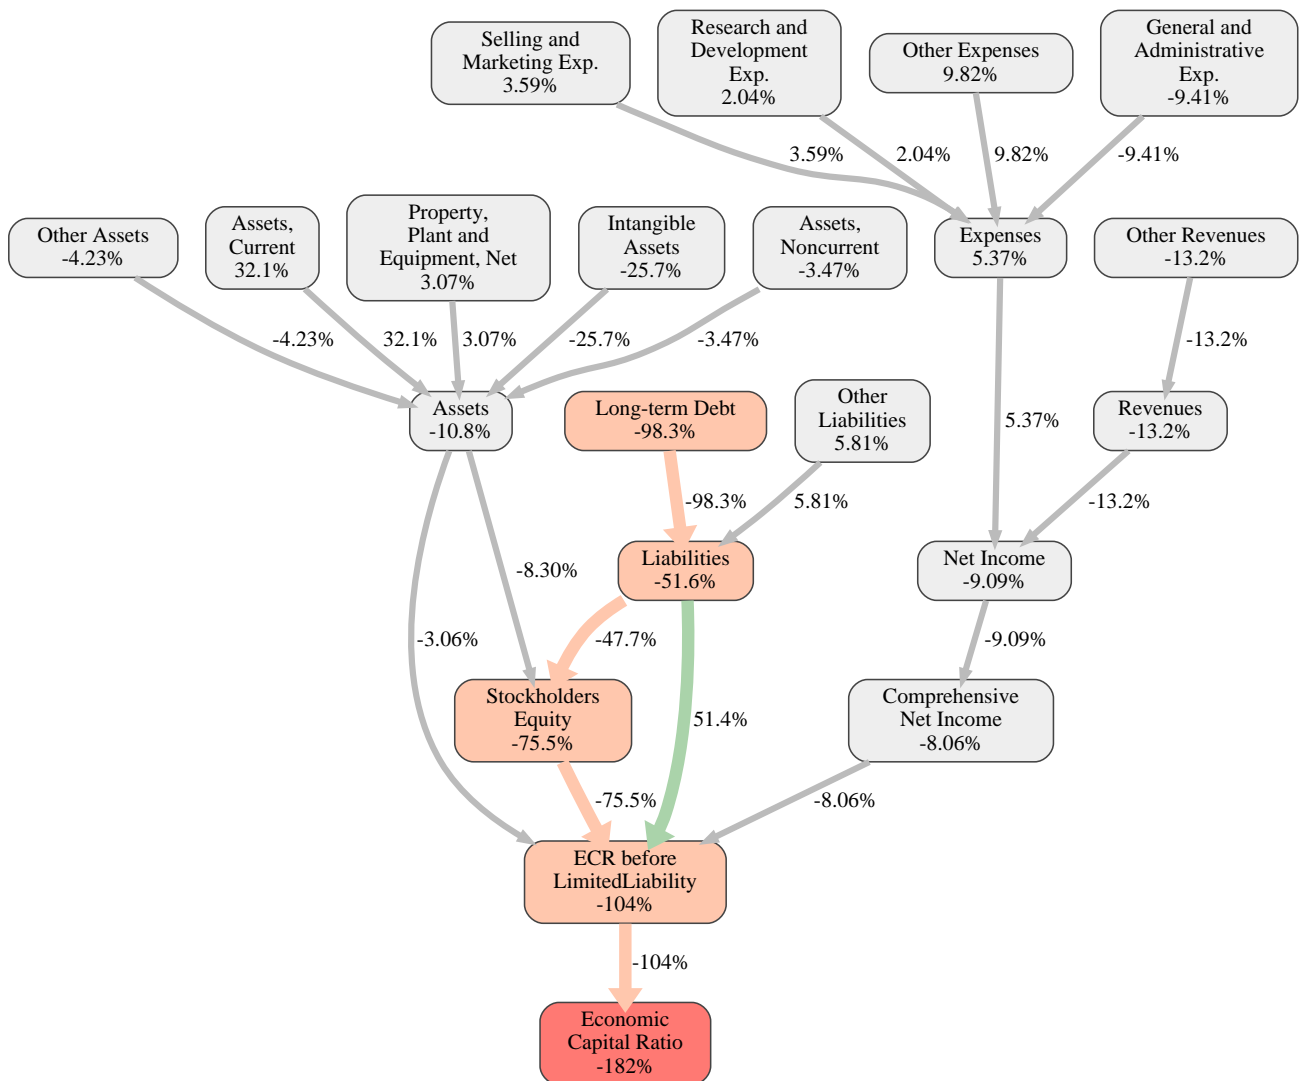 Selling and
Marketing Exp.
3.59%
Research and
Development
Exp.
2.04%
Other Expenses
9.82%
General and
Administrative
Exp.
-9.41%
3.59%
2.04%
9.82%
-9.41%
Other Assets
-4.23%
Assets,
Current
32.1%
Property,
Plant and
Equipment, Net
3.07%
Intangible
Assets
-25.7%
Assets,
Noncurrent
-3.47%
Expenses
5.37%
Other Revenues
-13.2%
-4.23%
32.1%
3.07%
-25.7%
-3.47%
-13.2%
Assets
-10.8%
Long-term Debt
-98.3%
Other
Liabilities
5.81%
5.37%
Revenues
-13.2%
-98.3%
5.81%
-13.2%
Liabilities
-51.6%
Net Income
-9.09%
-8.30%
-3.06%
-47.7%
-9.09%
Stockholders
Equity
-75.5%
51.4%
Comprehensive
Net Income
-8.06%
-75.5%
-8.06%
ECR before
LimitedLiability
-104%
-104%
Economic
Capital Ratio
-182%